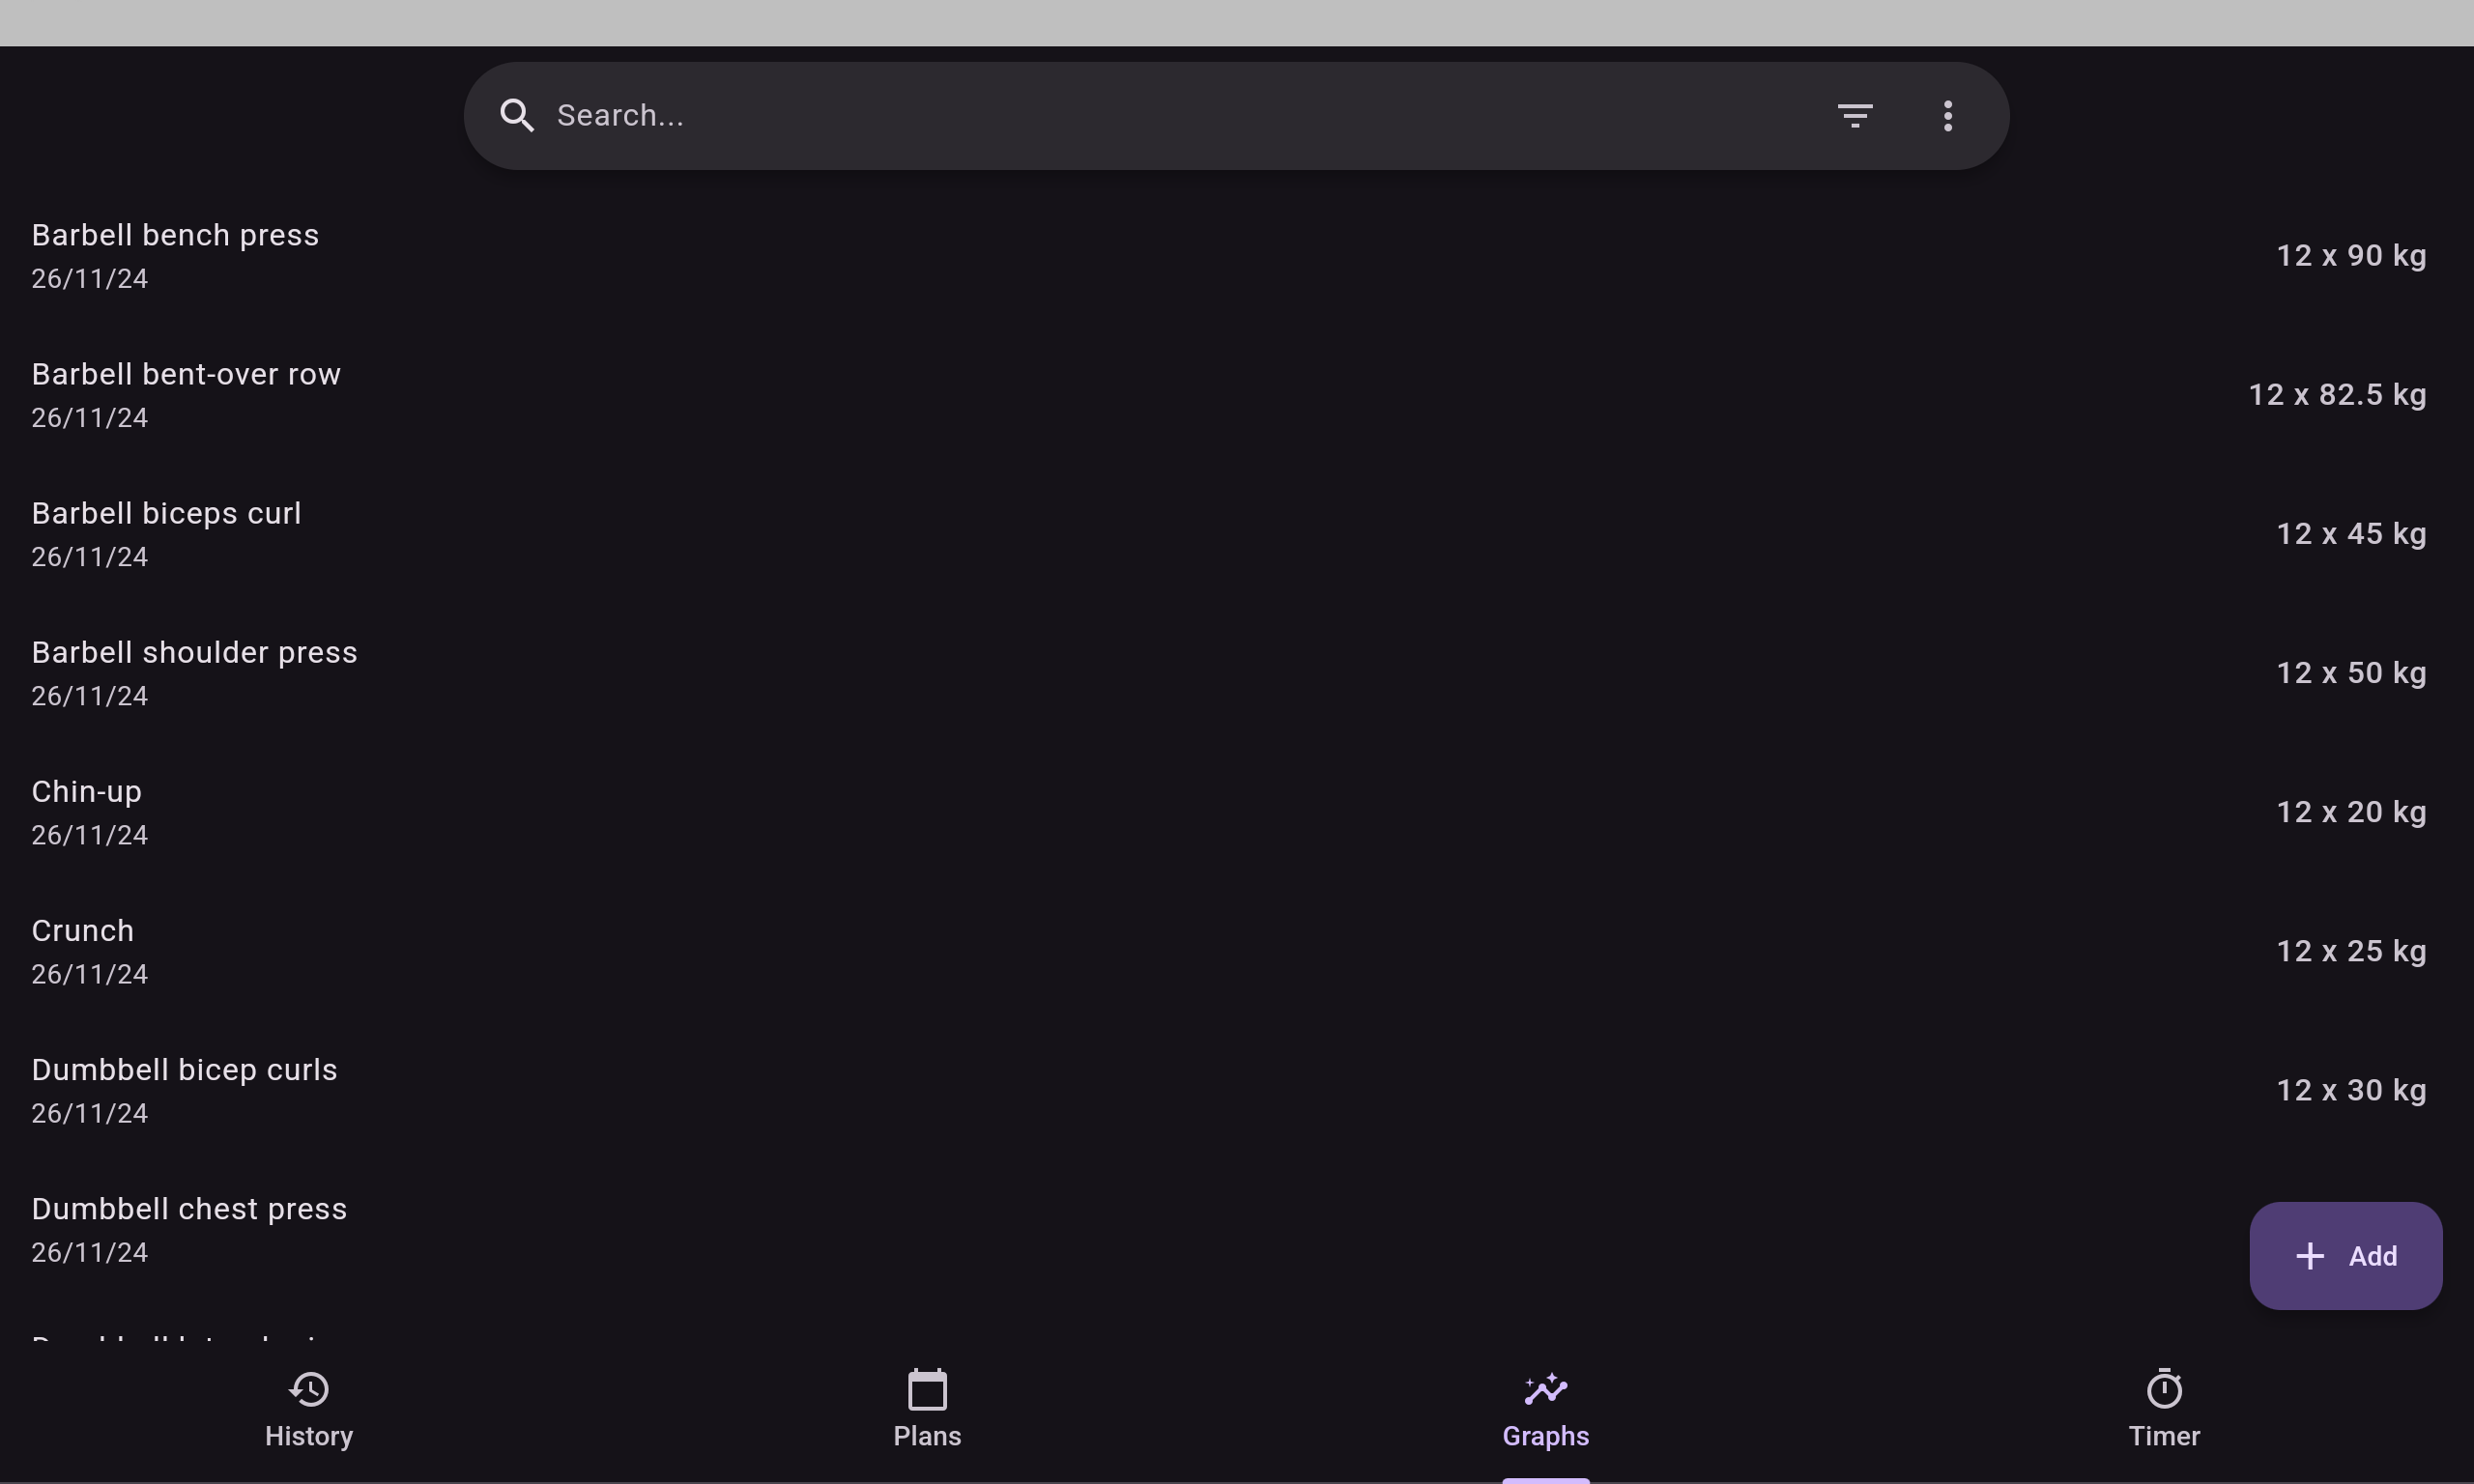 Search...
Barbell bench press
26/11/24
12 x 90 kg
Barbell bent-over row
26/11/24
12 x 82.5 kg
Barbell biceps curl
26/11/24
12 x 45 kg
Barbell shoulder press
26/11/24
12 x 50 kg
Chin-up
26/11/24
12 x 20 kg
Crunch
26/11/24
12 x 25 kg
Dumbbell bicep curls
26/11/24
12 x 30 kg
Dumbbell chest press
26/11/24
Add
History
Plans
Graphs
Timer